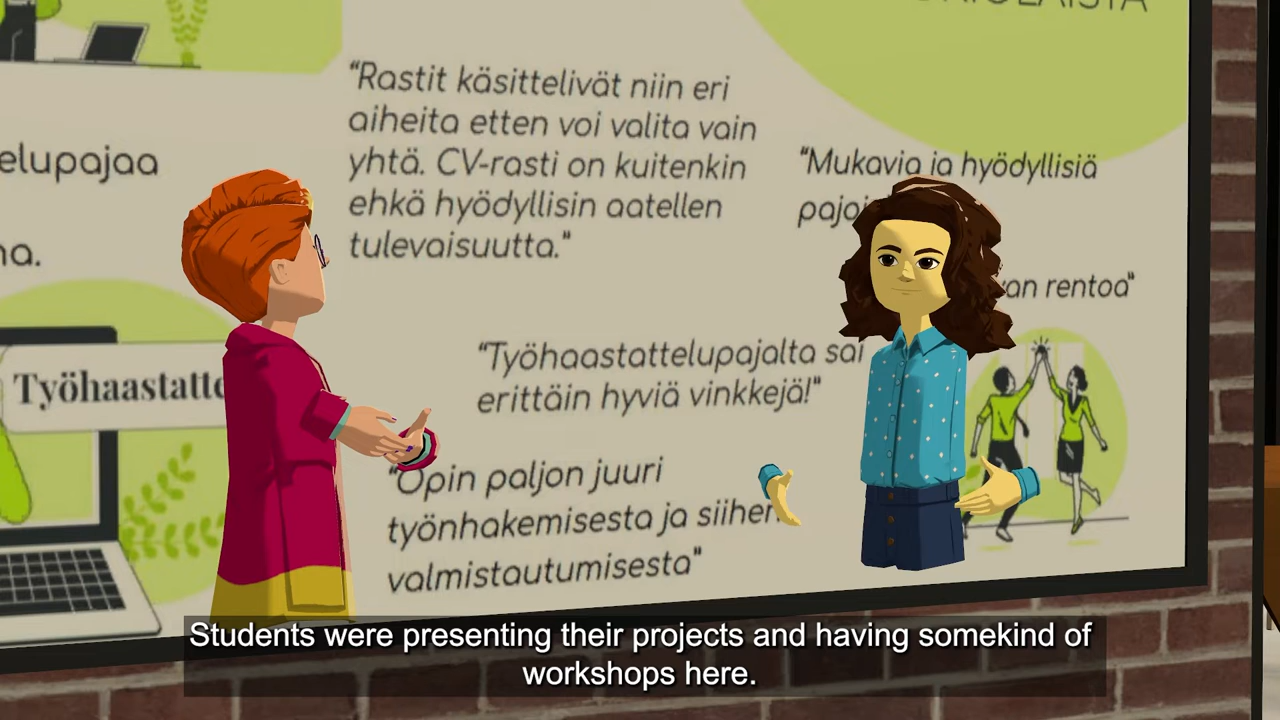 elupajaa
na.
Työhaastatte
"Rastit käsittelivät niin eri
aiheita etten voi valita vain
yhtä. CV-rasti on kuitenkin
ehkä hyödyllisin aatellen
tulevaisuutta."
"Mukavia ja hyödyllisiä
rentoa"
"Työhaastattelupajalta sai
erittäin hyviä vinkkejä!"
"Opin paljon juuri
työnhakemisesta ja siihen
valmistautumisesta"
Students were presenting their projects and having somekind of
workshops here.